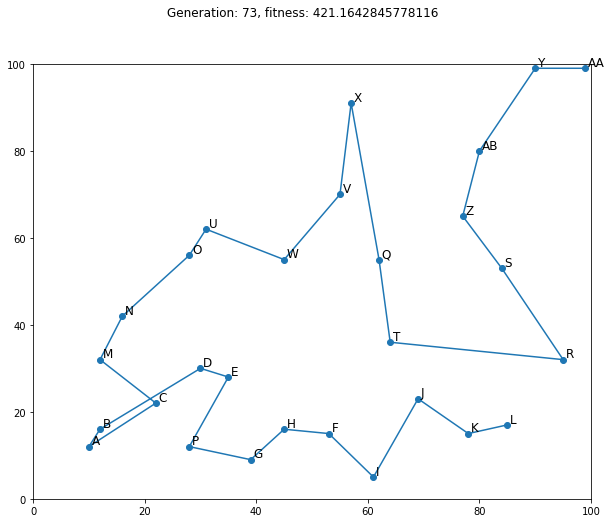 Generation: 73, fitness: 421.1642845778116
100
Y
AA
X
80
AB
V
Z
U
60
O
W
Q
S
N
40
T
M
R
D
E
20
C
J
B
L
H
F
K
A
P
G
I
0
0
20
40
60
80
100